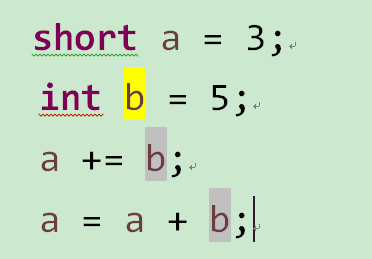 short a = 3;
int b = 5;
a += b;
a = a + b;